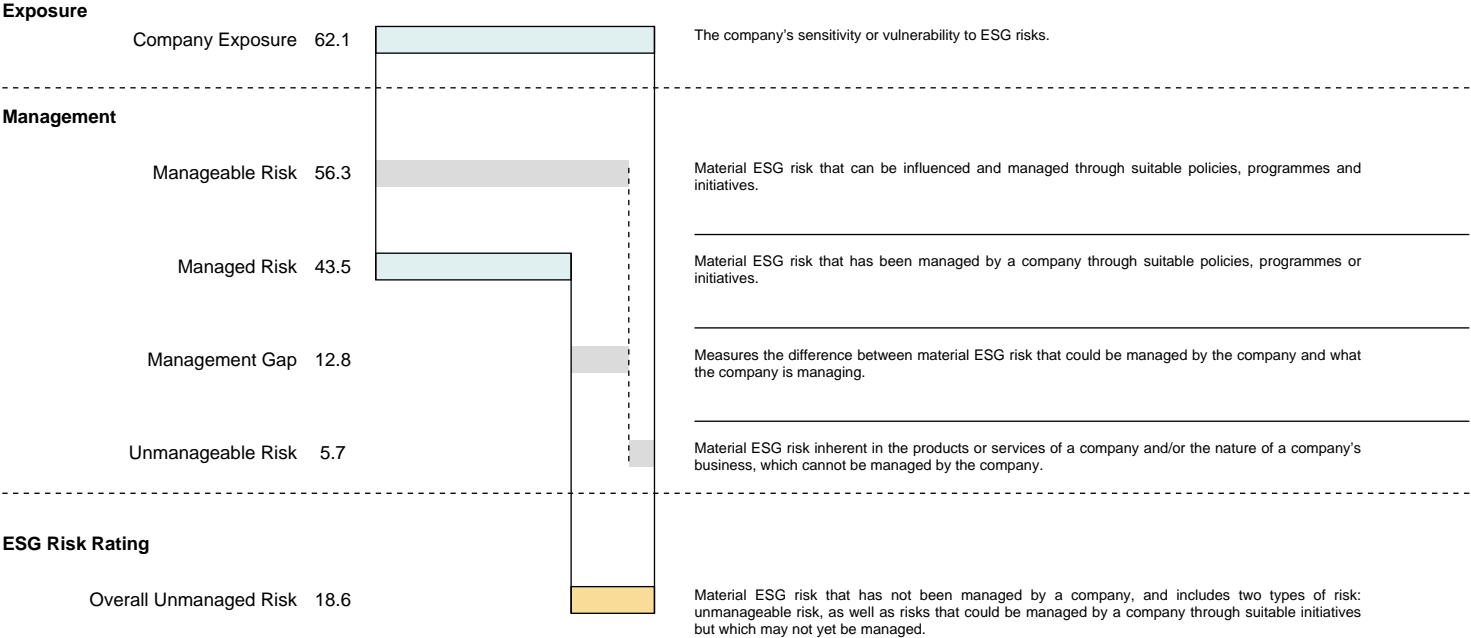 Exposure
Company Exposure 62.1
The company’s sensitivity or vulnerability to ESG risks.
Management
Manageable Risk 56.3
Material ESG risk that can be influenced and managed through suitable policies, programmes and
initiatives.
Managed Risk 43.5
Material ESG risk that has been managed by a company through suitable policies, programmes or
initiatives.
Management Gap 12.8
Measures the difference between material ESG risk that could be managed by the company and what
the company is managing.
Unmanageable Risk 5.7
Material ESG risk inherent in the products or services of a company and/or the nature of a company’s
business, which cannot be managed by the company.
ESG Risk Rating
Overall Unmanaged Risk 18.6
Material ESG risk that has not been managed by a company, and includes two types of risk:
unmanageable risk, as well as risks that could be managed by a company through suitable initiatives
but which may not yet be managed.